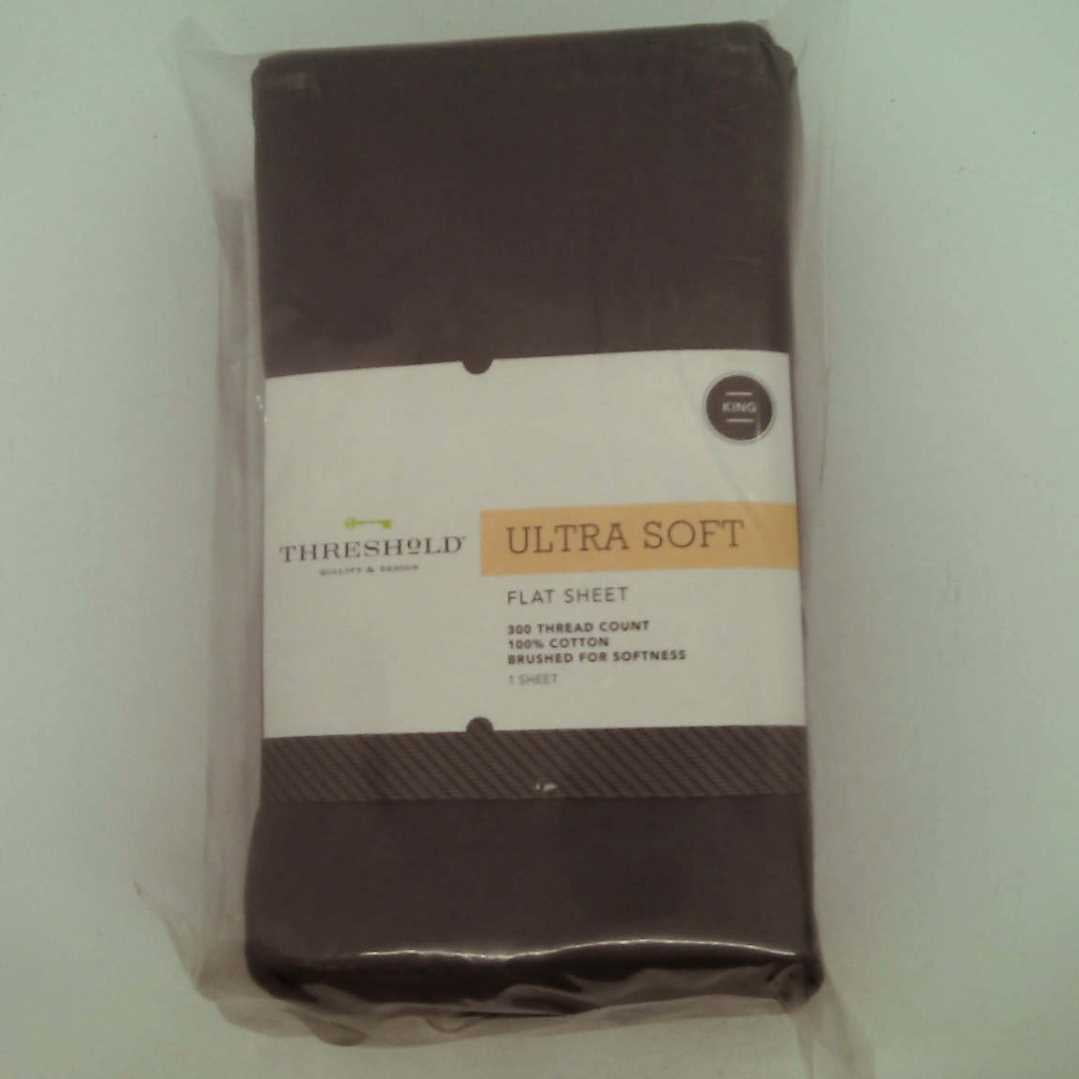 KING
THRESHOLD
QUALITY & DESIGN
ULTRA SOFT
FLAT SHEET
300 THREAD COUNT
100% COTTON
BRUSHED FOR SOFTNESS
1 SHEET